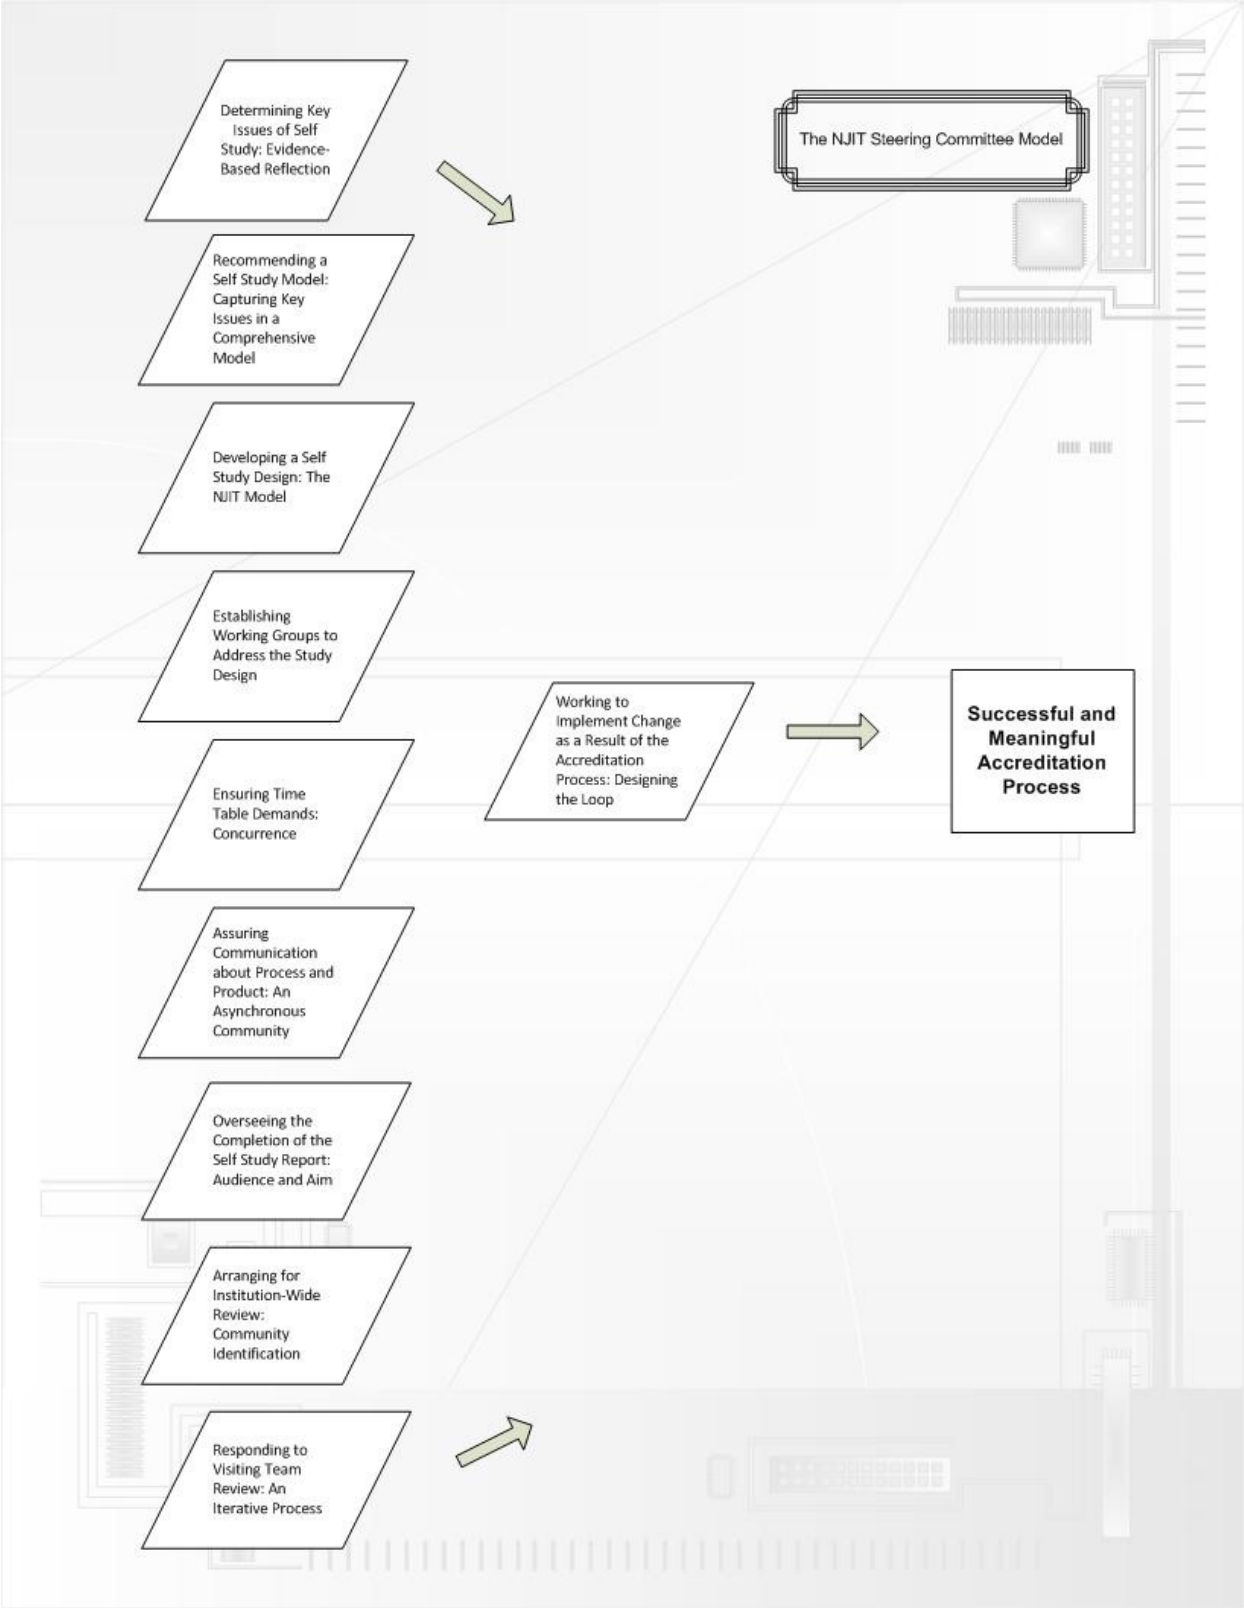 The NJIT Steering Committee Model
Determining Key
Issues of Self
Study: Evidence-
Based Reflection
Recommending a
Self Study Model:
Capturing Key
Issues in a
Comprehensive
Model
Developing a Self
Study Design: The
NJIT Model
Establishing
Working Groups to
Address the Study
Design
Ensuring Time
Table Demands:
Concurrence
Assuring
Communication
about Process and
Product: An
Asynchronous
Community
Overseeing the
Completion of the
Self Study Report:
Audience and Aim
Arranging for
Institution-Wide
Review:
Community
Identification
Responding to
Visiting Team
Review: An
Iterative Process
Working to
Implement Change
as a Result of the
Accreditation
Process: Designing
the Loop
Successful and
Meaningful
Accreditation
Process